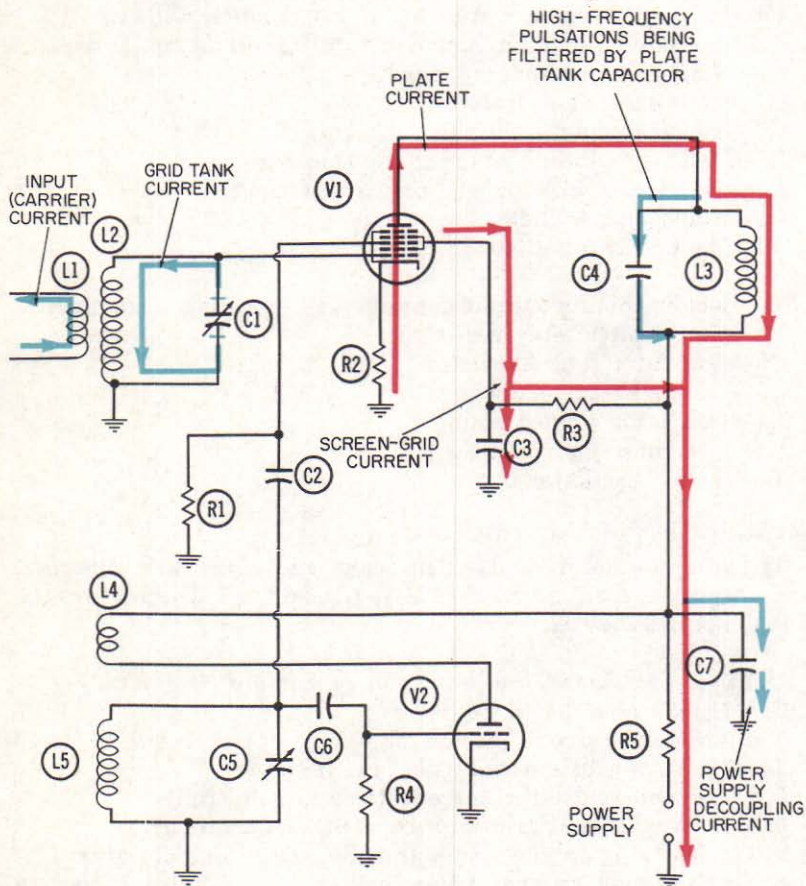 HIGH-FREQUENCY
PULSATIONS BEING
FILTERED BY PLATE
TANK CAPACITOR
PLATE
CURRENT
GRID TANK
CURRENT
INPUT
(CARRIER)
CURRENT
V1
L2
L1
C1
C4
L3
R2
SCREEN-GRID
CURRENT
C3
R3
R1
C2
L4
C7
V2
L5
C5
C6
R4
R5
POWER
SUPPLY
POWER
SUPPLY
DECOUPLING
CURRENT